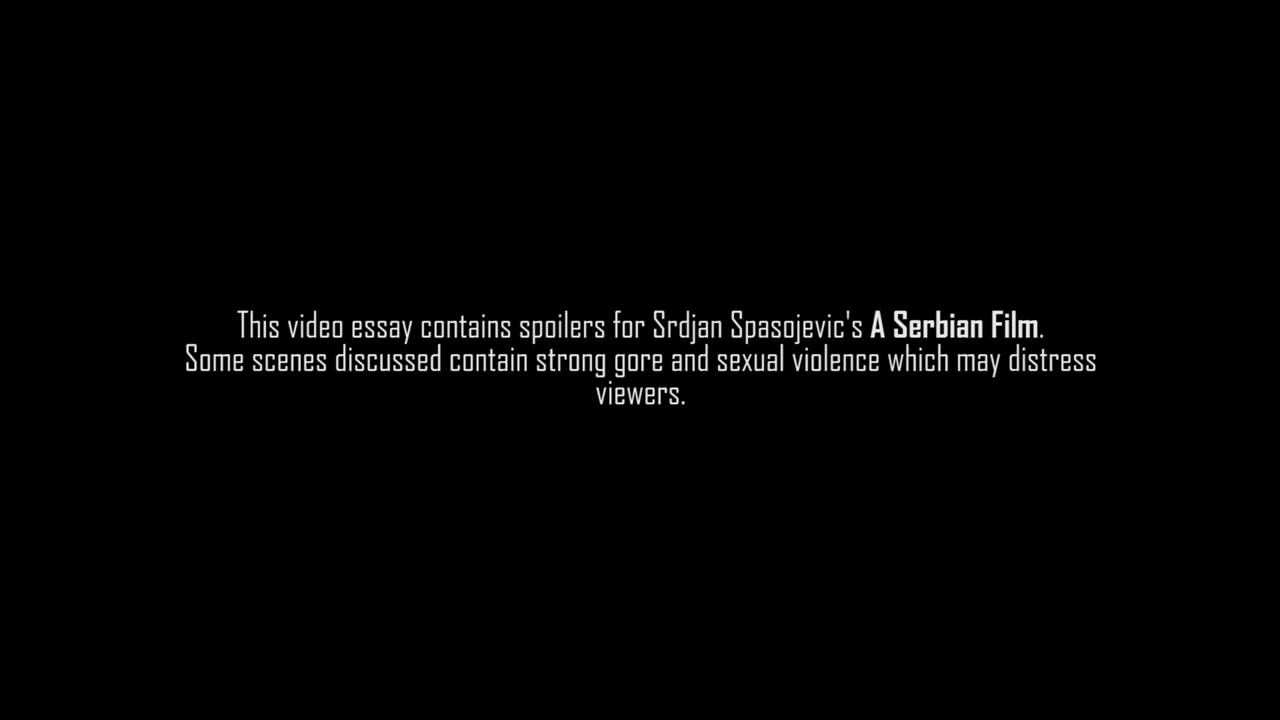 This video essay contains spoilers for Srdjan Spasojevic's A Serbian Film.
Some scenes discussed contain strong gore and sexual violence which may distress
viewers.